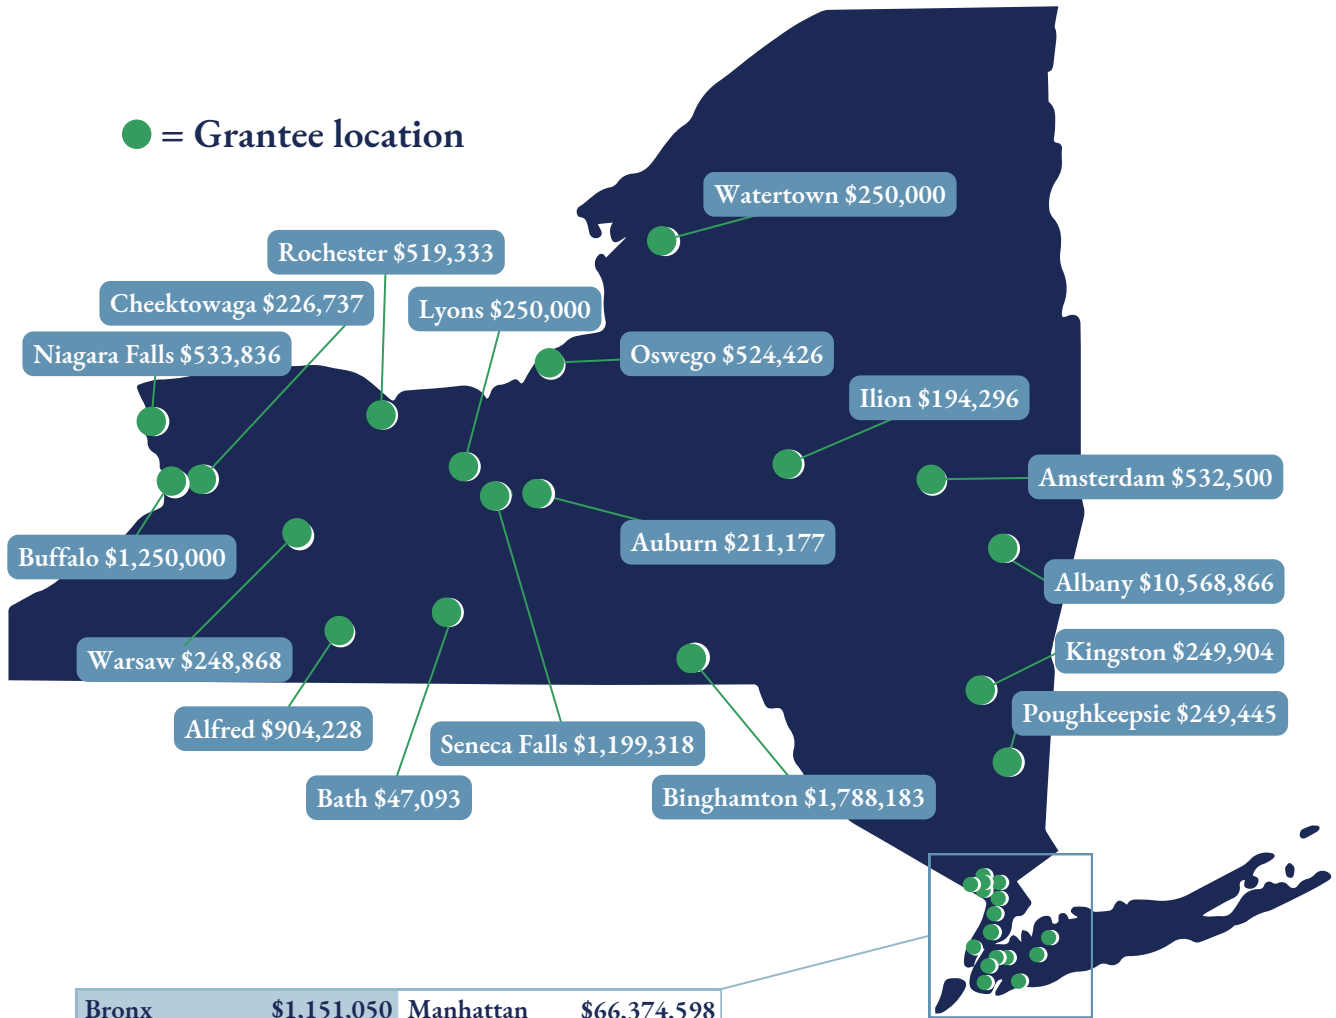 = Grantee location
Watertown $250,000
Rochester $519,333
Cheektowaga $226,737
Lyons $250,000
Niagara Falls $533,836
Oswego $524,426
Ilion $194,296
Amsterdam $532,500
Auburn $211,177
Buffalo $1,250,000
Albany $10,568,866
Warsaw $248,868
Kingston $249,904
Poughkeepsie $249,445
Alfred $904,228
Seneca Falls $1,199,318
Bath $47,093
Binghamton $1,788,183
Bronx $1,151,050 Manhattan $66,374,598